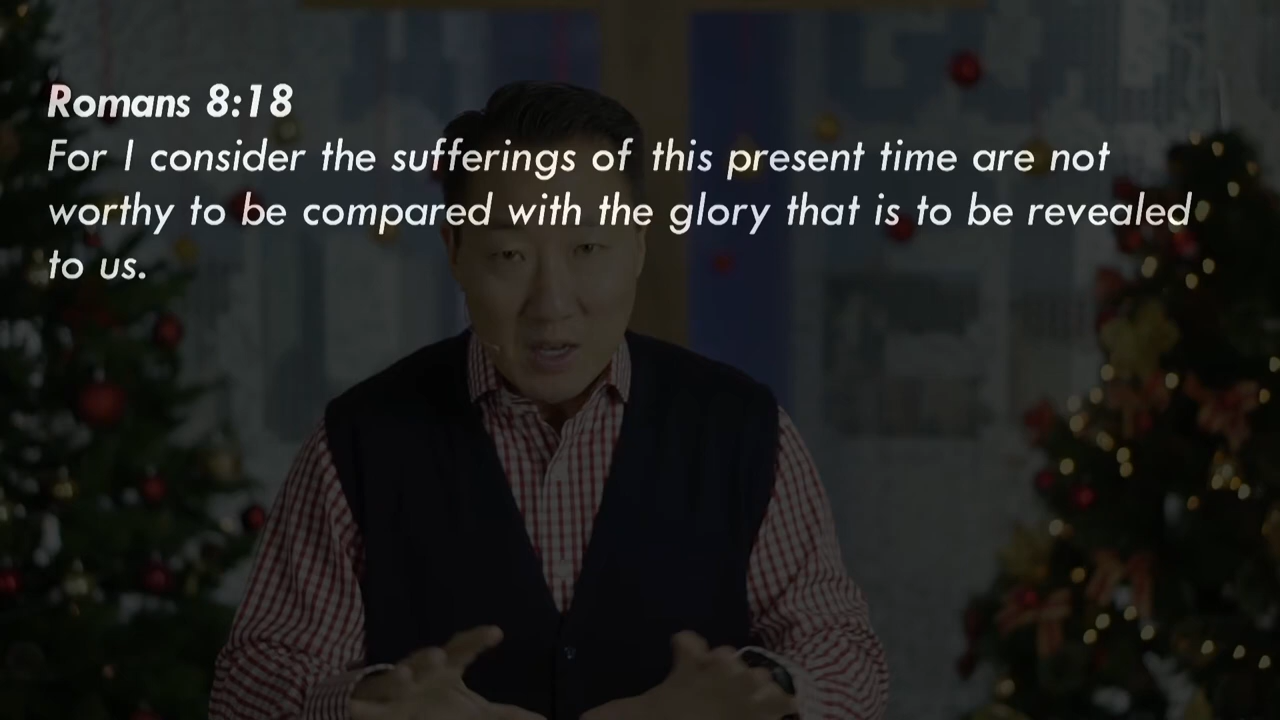 Romans 8:18
For I consider the sufferings of this present time are not
worthy to be compared with the glory that is to be revealed
to us.